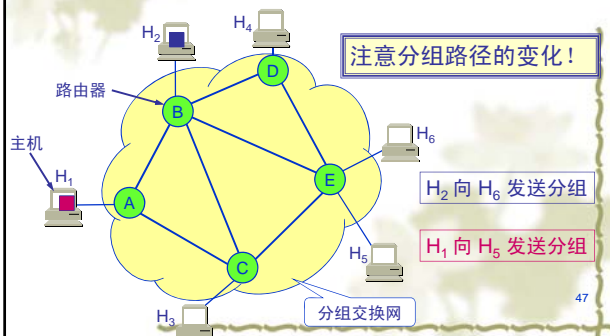 H₂
H₄
注意分组路径的变化！
D
路由器
B
主机
H₁
H₆
A
E
H₂ 向 H₆ 发送分组
H₁ 向 H₅ 发送分组
H₅
C
H₃
分组交换网
47